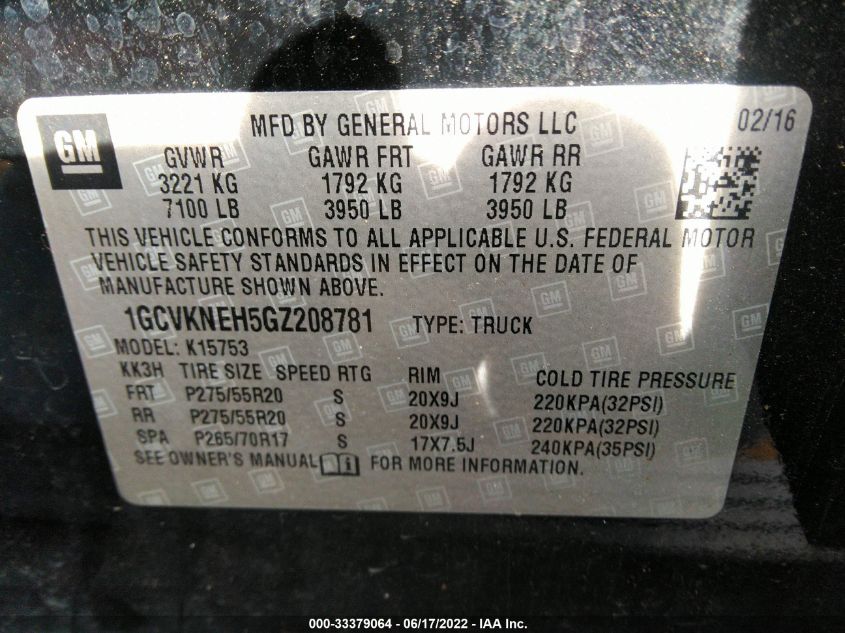 GM MFD BY GENERAL MOTORS LLC 02/16
GVWR GAWR FRT GAWR RR
3221 KG 1792 KG 1792 KG
7100 LB 3950 LB 3950 LB
THIS VEHICLE CONFORMS TO ALL APPLICABLE U.S. FEDERAL MOTOR
VEHICLE SAFETY STANDARDS IN EFFECT ON THE DATE OF
MANUFACTURE SHOWN ABOVE.
1GCVKNEH5GZ208781 TYPE: TRUCK
MODEL: K15753
KK3H TIRE SIZE SPEED RTG RIM COLD TIRE PRESSURE
FRT P275/55R20 S 20X9J 220KPA(32PSI)
RR P275/55R20 S 20X9J 220KPA(32PSI)
SPA P265/70R17 S 17X7.5J 240KPA(35PSI)
SEE OWNER'S MANUAL FOR MORE INFORMATION.
000-33379064 - 06/17/2022 - IAA Inc.